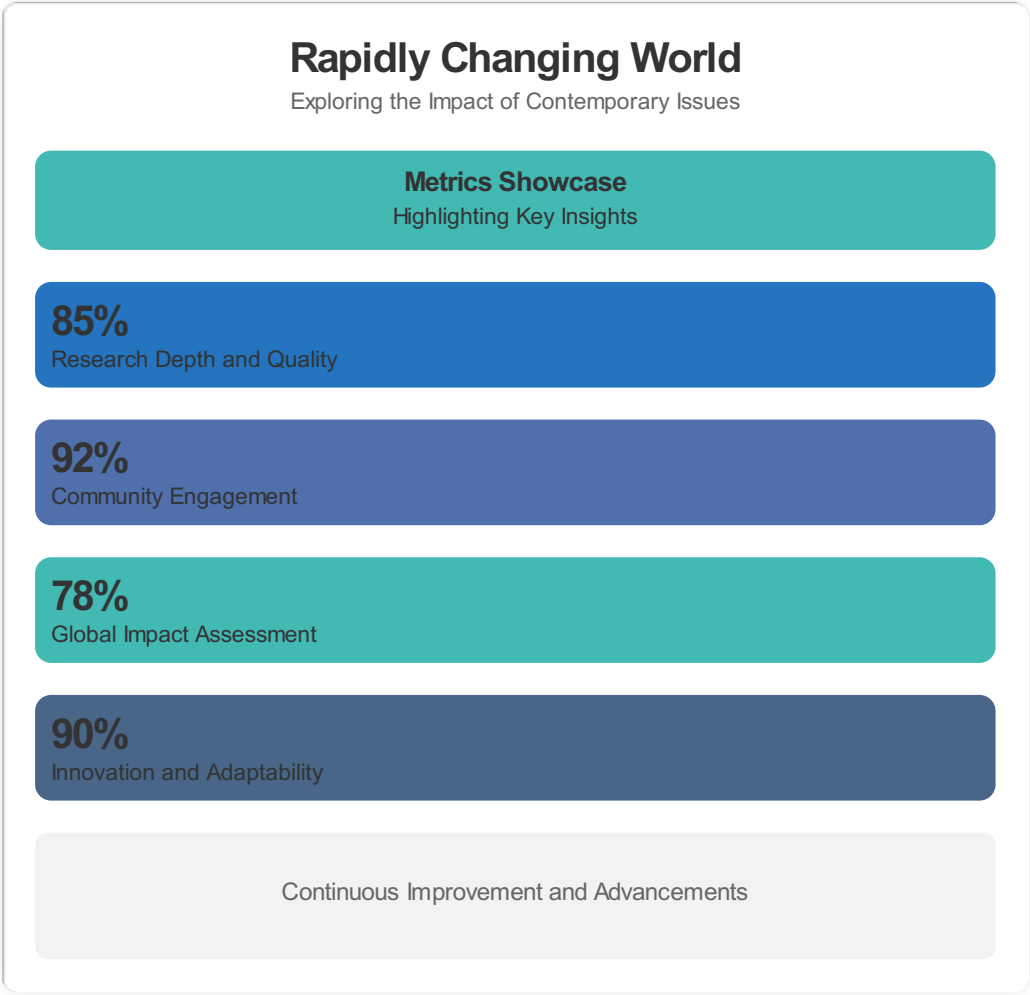 Rapidly Changing World
Exploring the Impact of Contemporary Issues
Metrics Showcase
Highlighting Key Insights
85%
Research Depth and Quality
92%
Community Engagement
78%
Global Impact Assessment
90%
Innovation and Adaptability
Continuous Improvement and Advancements